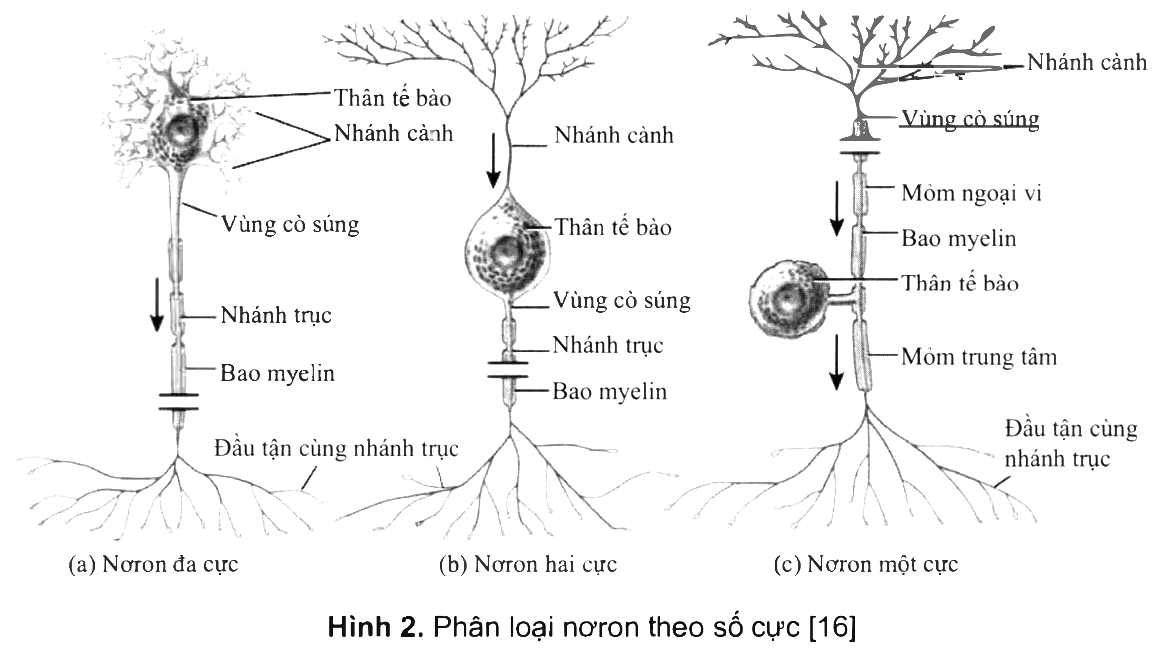 Thân tế bào
Nhánh cành
Vùng cò súng
Nhánh trục
Bao myelin
Đầu tận cùng nhánh trục
(a) Nơron đa cực
Nhánh cành
Thân tế bào
Vùng cò súng
Nhánh trục
Bao myelin
(b) Nơron hai cực
Nhánh cành
Vùng cò súng
Mỏm ngoại vi
Bao myelin
Thân tế bào
Mỏm trung tâm
Đầu tận cùng
nhánh trục
(c) Nơron một cực
Hình 2. Phân loại nơron theo số cực [16]